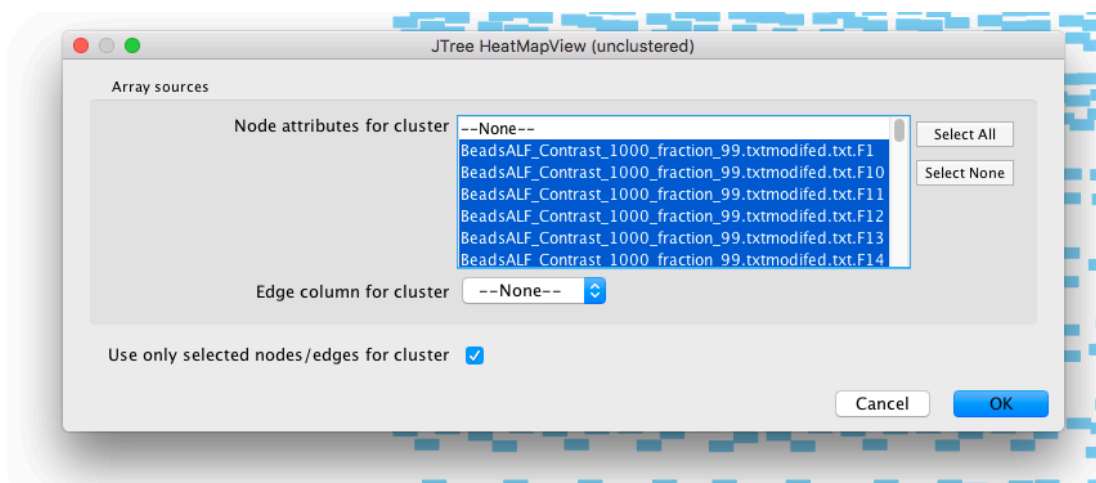 JTree HeatMapView (unclustered)
Array sources
Node attributes for cluster
--None--
BeadsALF_Contrast_1000_fraction_99.txtmodifed.txt.F1
BeadsALF_Contrast_1000_fraction_99.txtmodifed.txt.F10
BeadsALF_Contrast_1000_fraction_99.txtmodifed.txt.F11
BeadsALF_Contrast_1000_fraction_99.txtmodifed.txt.F12
BeadsALF_Contrast_1000_fraction_99.txtmodifed.txt.F13
BeadsALF_Contrast_1000_fraction_99.txtmodifed.txt.F14
Select All
Select None
Edge column for cluster
--None--
Use only selected nodes/edges for cluster
Cancel
OK